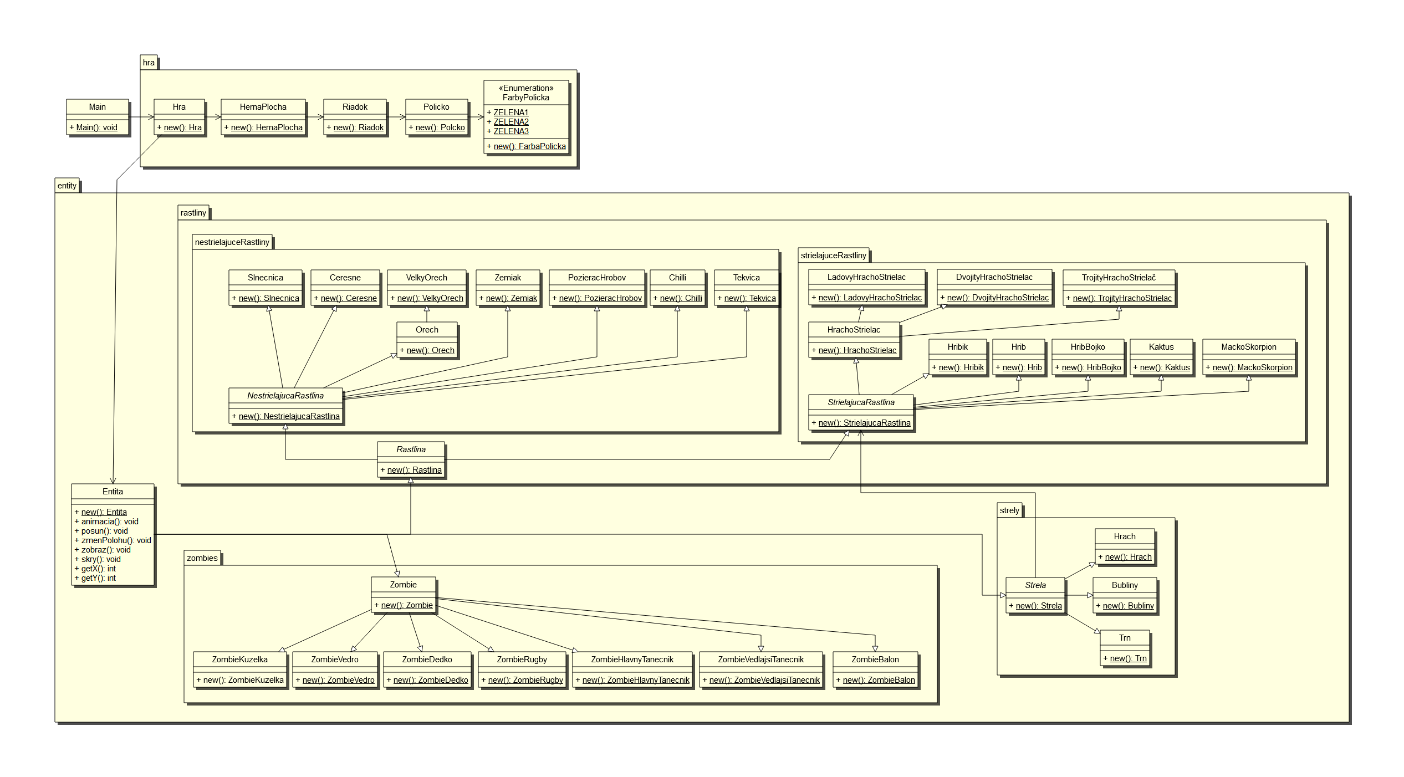 hra
Main
+ Main(): void
Hra
+ new(): Hra
HernaPlocha
+ new(): HernaPlocha
Riadok
+ new(): Riadok
Policko
+ new(): Polcko
«Enumeration»
FarbyPolicka
+ ZELENA1
+ ZELENA2
+ ZELENA3
+ new(): FarbaPolicka
entity
rastliny
nestrielajuceRastliny
Slnecnica
+ new(): Slnecnica
Ceresne
+ new(): Ceresne
VelkyOrech
+ new(): VelkyOrech
Zemiak
+ new(): Zemiak
PozieracHrobov
+ new(): PozieracHrobov
Chilli
+ new(): Chilli
Tekvica
+ new(): Tekvica
Orech
+ new(): Orech
NestrielajucaRastlina
+ new(): NestrielajucaRastlina
strielajuceRastliny
LadovyHrachoStrielac
+ new(): LadovyHrachoStrielac
DvojityHrachoStrielac
+ new(): DvojityHrachoStrielac
TrojityHrachoStrielač
+ new(): TrojityHrachoStrielac
HrachoStrielac
+ new(): HrachoStrielac
Hribik
+ new(): Hribik
Hrib
+ new(): Hrib
HribBojko
+ new(): HribBojko
Kaktus
+ new(): Kaktus
MackoSkorpion
+ new(): MackoSkorpion
StrielajucaRastlina
+ new(): StrielajucaRastlina
Rastlina
+ new(): Rastlina
Entita
+ new(): Entita
+ animacia(): void
+ posun(): void
+ zmenPolohu(): void
+ zobraz(): void
+ skry(): void
+ getX(): int
+ getY(): int
strely
Hrach
+ new(): Hrach
Strela
+ new(): Strela
Bubliny
+ new(): Bubliny
Trn
+ new(): Trn
zombies
Zombie
+ new(): Zombie
ZombieKuzelka
+ new(): ZombieKuzelka
ZombieVedro
+ new(): ZombieVedro
ZombieDedko
+ new(): ZombieDedko
ZombieRugby
+ new(): ZombieRugby
ZombieHlavnyTanecnik
+ new(): ZombieHlavnyTanecnik
ZombieVedlajsiTanecnik
+ new(): ZombieVedlajsiTanecnik
ZombieBalon
+ new(): ZombieBalon